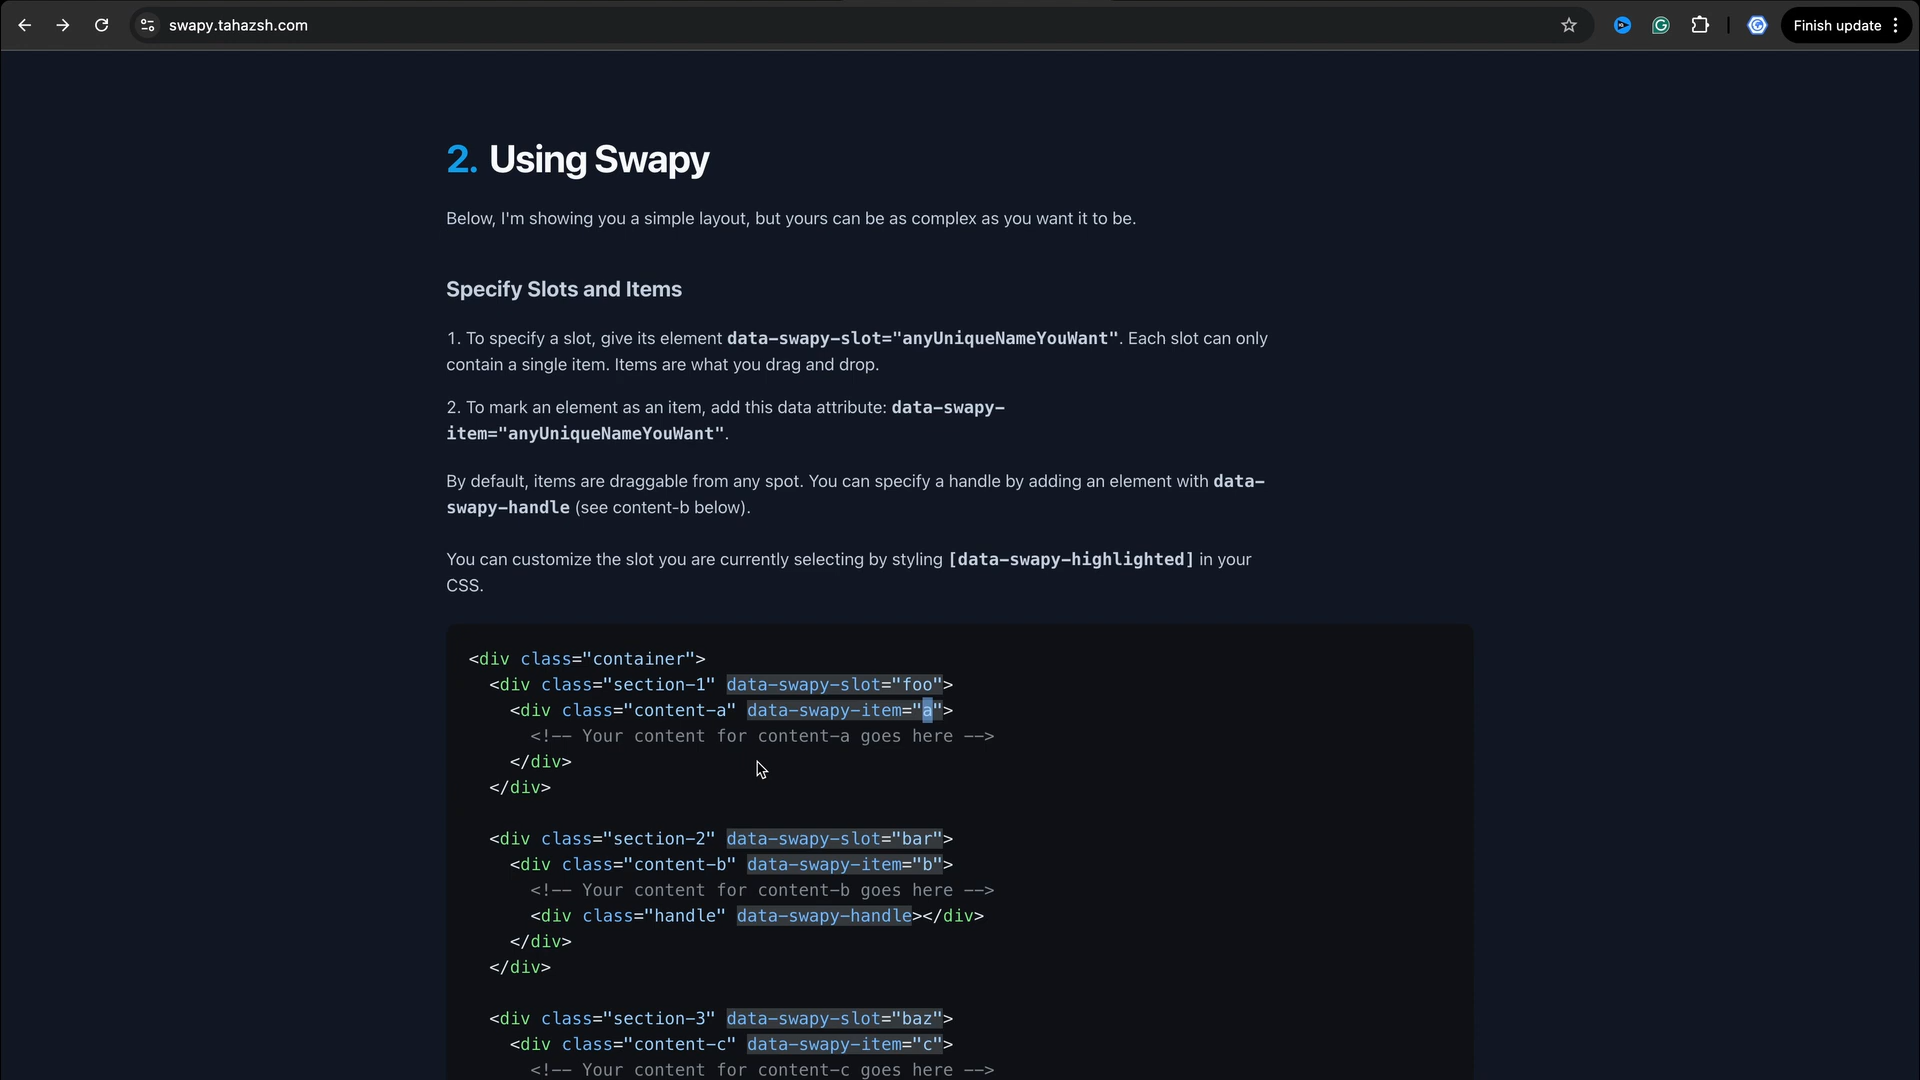 swapy.tahazsh.com
Finish update
2. Using Swapy
Below, I'm showing you a simple layout, but yours can be as complex as you want it to be.
Specify Slots and Items
1. To specify a slot, give its element data-swapy-slot="anyUniqueNameYouWant". Each slot can only
contain a single item. Items are what you drag and drop.
2. To mark an element as an item, add this data attribute: data-swapy-
item="anyUniqueNameYouWant".
By default, items are draggable from any spot. You can specify a handle by adding an element with data-
swapy-handle (see content-b below).
You can customize the slot you are currently selecting by styling [data-swapy-highlighted] in your
CSS.
<div class="container">
<div class="section-1" data-swapy-slot="foo">
<div class="content-a" data-swapy-item="a">
<!-- Your content for content-a goes here -->
</div>
</div>
<div class="section-2" data-swapy-slot="bar">
<div class="content-b" data-swapy-item="b">
<!-- Your content for content-b goes here -->
<div class="handle" data-swapy-handle></div>
</div>
</div>
<div class="section-3" data-swapy-slot="baz">
<div class="content-c" data-swapy-item="c">
<!-- Your content for content-c goes here -->